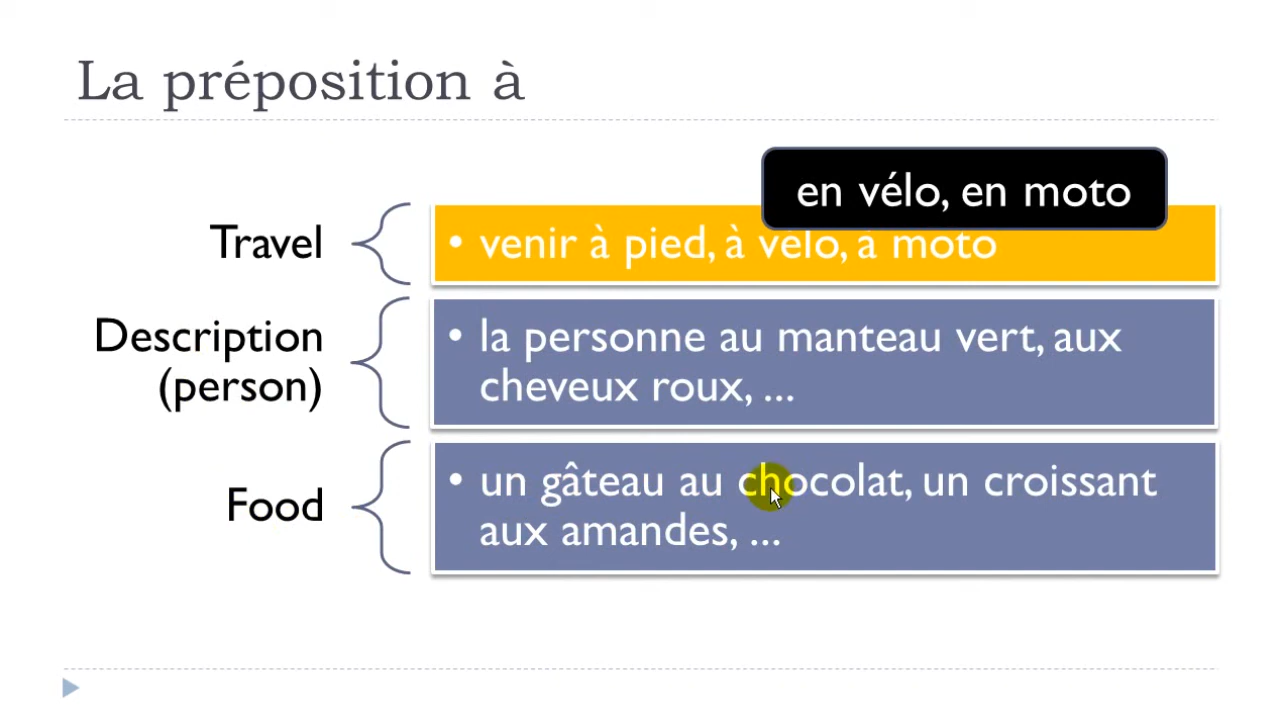 La préposition à
en vélo, en moto
Travel
• venir à pied, à vélo, à moto
Description
(person)
• la personne au manteau vert, aux
cheveux roux, ...
Food
• un gâteau au chocolat, un croissant
aux amandes, ...